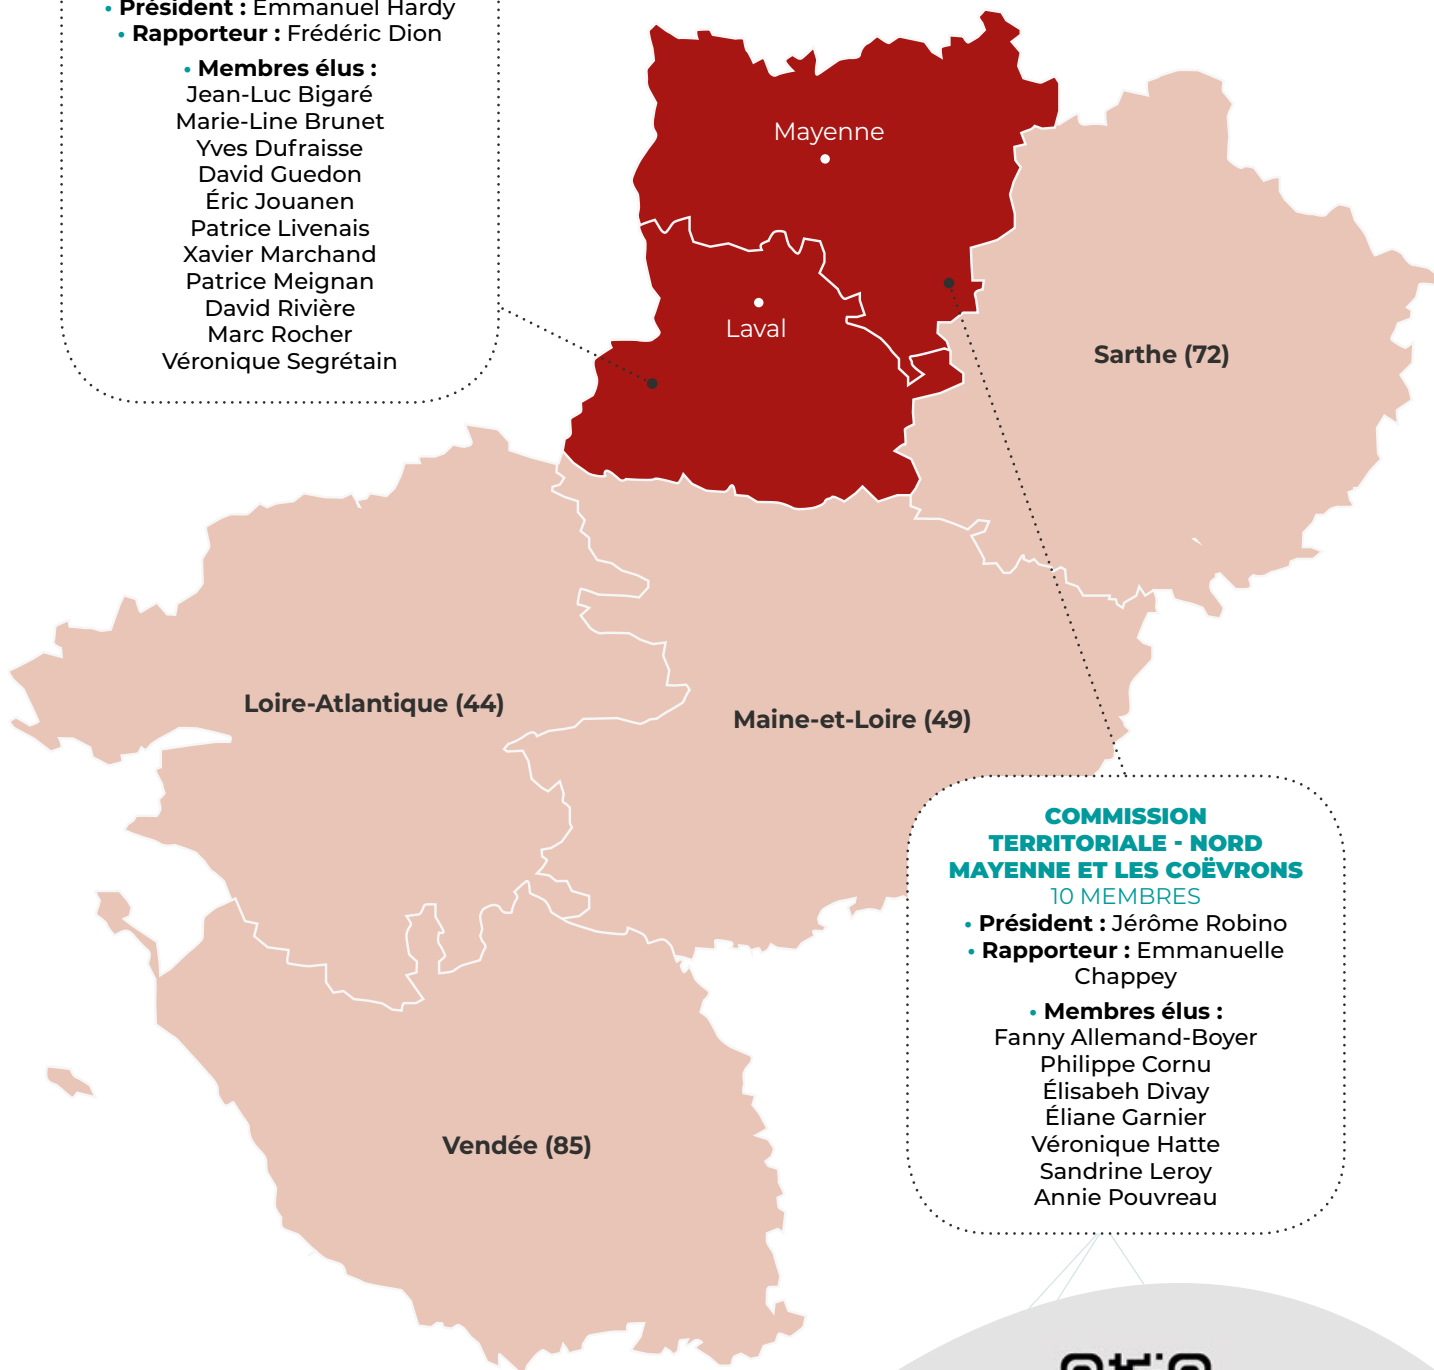 • Président : Emmanuel Hardy
• Rapporteur : Frédéric Dion
• Membres élus :
Jean-Luc Bigaré
Marie-Line Brunet
Yves Dufraisse
David Guedon
Éric Jouanen
Patrice Livenais
Xavier Marchand
Patrice Meignan
David Rivière
Marc Rocher
Véronique Segrétain
Mayenne
Laval
Sarthe (72)
Loire-Atlantique (44)
Maine-et-Loire (49)
Vendée (85)
COMMISSION
TERRITORIALE - NORD
MAYENNE ET LES COËVRONS
10 MEMBRES
• Président : Jérôme Robino
• Rapporteur : Emmanuelle
Chappey
• Membres élus :
Fanny Allemand-Boyer
Philippe Cornu
Élisabeh Divay
Éliane Garnier
Véronique Hatte
Sandrine Leroy
Annie Pouvreau